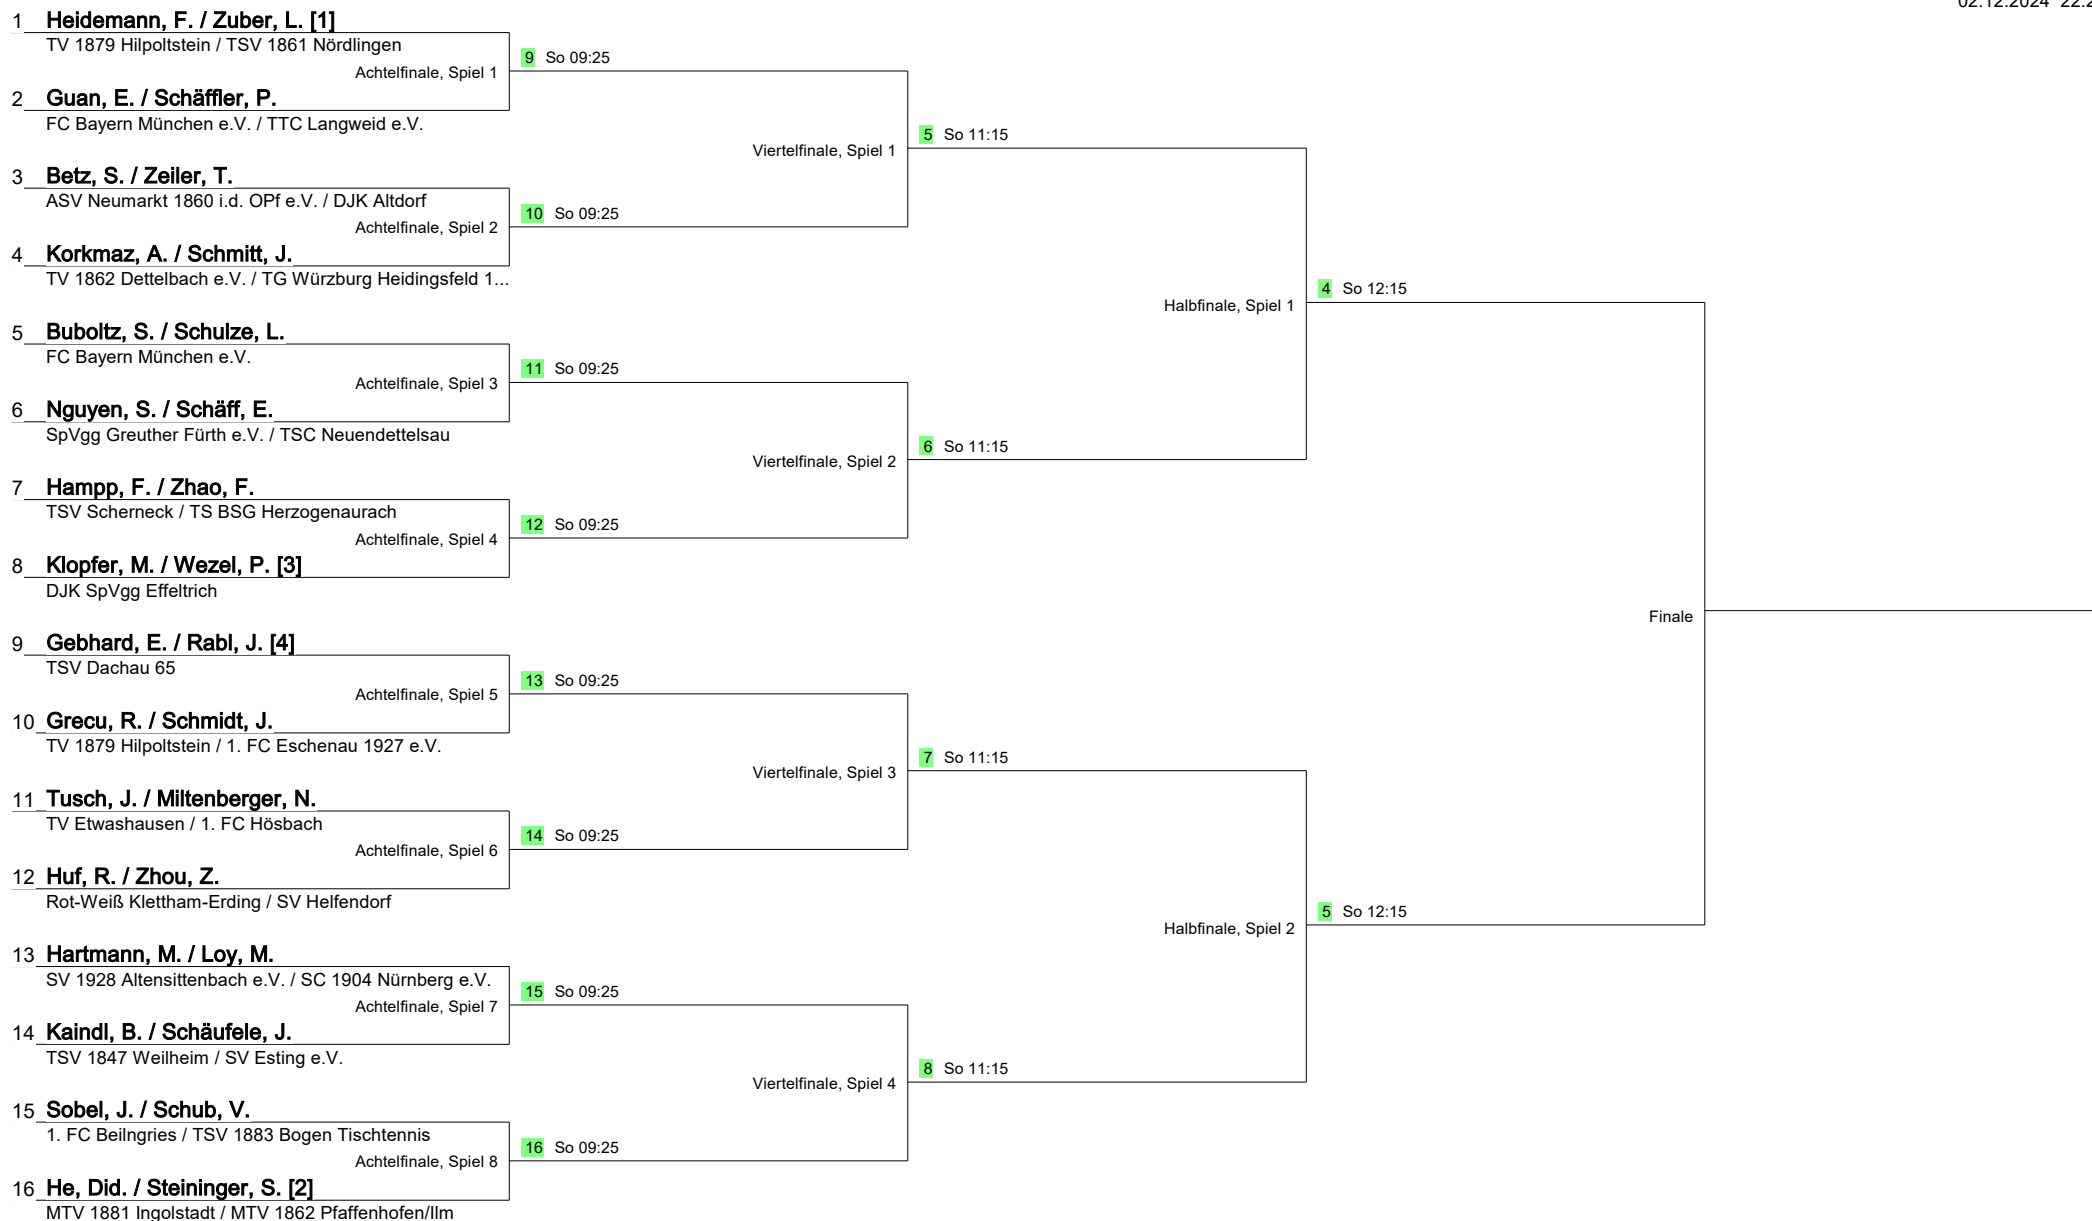 02.12.2024 22:2
1 Heidemann, F. / Zuber, L. [1]
TV 1879 Hilpoltstein / TSV 1861 Nördlingen
9 So 09:25
Achtelfinale, Spiel 1
2 Guan, E. / Schäffler, P.
FC Bayern München e.V. / TTC Langweid e.V.
5 So 11:15
Viertelfinale, Spiel 1
3 Betz, S. / Zeiler, T.
ASV Neumarkt 1860 i.d. OPf e.V. / DJK Altdorf
10 So 09:25
Achtelfinale, Spiel 2
4 Korkmaz, A. / Schmitt, J.
TV 1862 Dettelbach e.V. / TG Würzburg Heidingsfeld 1...
4 So 12:15
Halbfinale, Spiel 1
5 Buboltz, S. / Schulze, L.
FC Bayern München e.V.
11 So 09:25
Achtelfinale, Spiel 3
6 Nguyen, S. / Schäff, E.
SpVgg Greuther Fürth e.V. / TSC Neuendettelsau
6 So 11:15
Viertelfinale, Spiel 2
7 Hampp, F. / Zhao, F.
TSV Scherneck / TS BSG Herzogenaurach
12 So 09:25
Achtelfinale, Spiel 4
8 Klopfer, M. / Wezel, P. [3]
DJK SpVgg Effeltrich
Finale
9 Gebhard, E. / Rabl, J. [4]
TSV Dachau 65
13 So 09:25
Achtelfinale, Spiel 5
10 Grecu, R. / Schmidt, J.
TV 1879 Hilpoltstein / 1. FC Eschenau 1927 e.V.
7 So 11:15
Viertelfinale, Spiel 3
11 Tusch, J. / Miltenberger, N.
TV Etwashausen / 1. FC Hösbach
14 So 09:25
Achtelfinale, Spiel 6
12 Huf, R. / Zhou, Z.
Rot-Weiß Klettham-Erding / SV Helfendorf
5 So 12:15
Halbfinale, Spiel 2
13 Hartmann, M. / Loy, M.
SV 1928 Altensittenbach e.V. / SC 1904 Nürnberg e.V.
15 So 09:25
Achtelfinale, Spiel 7
14 Kaindl, B. / Schäufele, J.
TSV 1847 Weilheim / SV Esting e.V.
8 So 11:15
Viertelfinale, Spiel 4
15 Sobel, J. / Schub, V.
1. FC Beilngries / TSV 1883 Bogen Tischtennis
16 So 09:25
Achtelfinale, Spiel 8
16 He, Did. / Steininger, S. [2]
MTV 1881 Ingolstadt / MTV 1862 Pfaffenhofen/Ilm